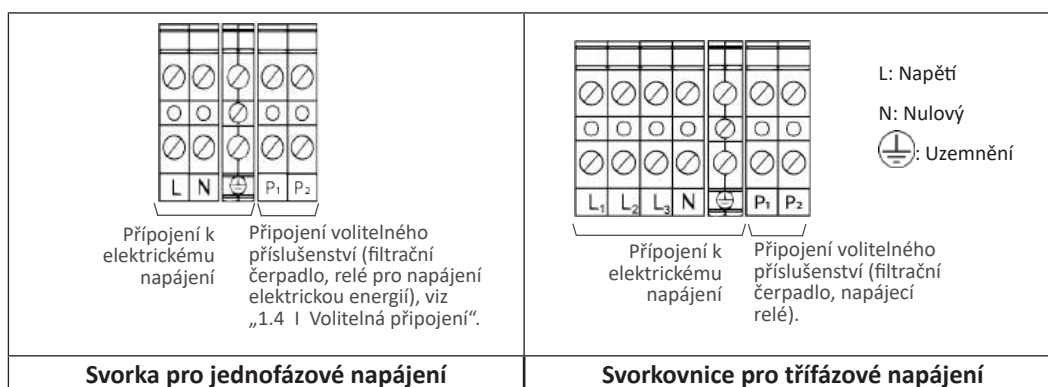 L N P₁ P₂
Přípojení k
elektrickému
napájení
Připojení volitelného
příslušenství (filtrační
čerpadlo, relé pro napájení
elektrickou energií), viz
„1.4 I Volitelná připojení“.
Svorka pro jednofázové napájení
L₁ L₂ L₃ N P₁ P₂
Přípojení k
elektrickému
napájení
Připojení volitelného
příslušenství (filtrační
čerpadlo, napájecí
relé).
L: Napětí
N: Nulový
: Uzemnění
Svorkovnice pro třífázové napájení